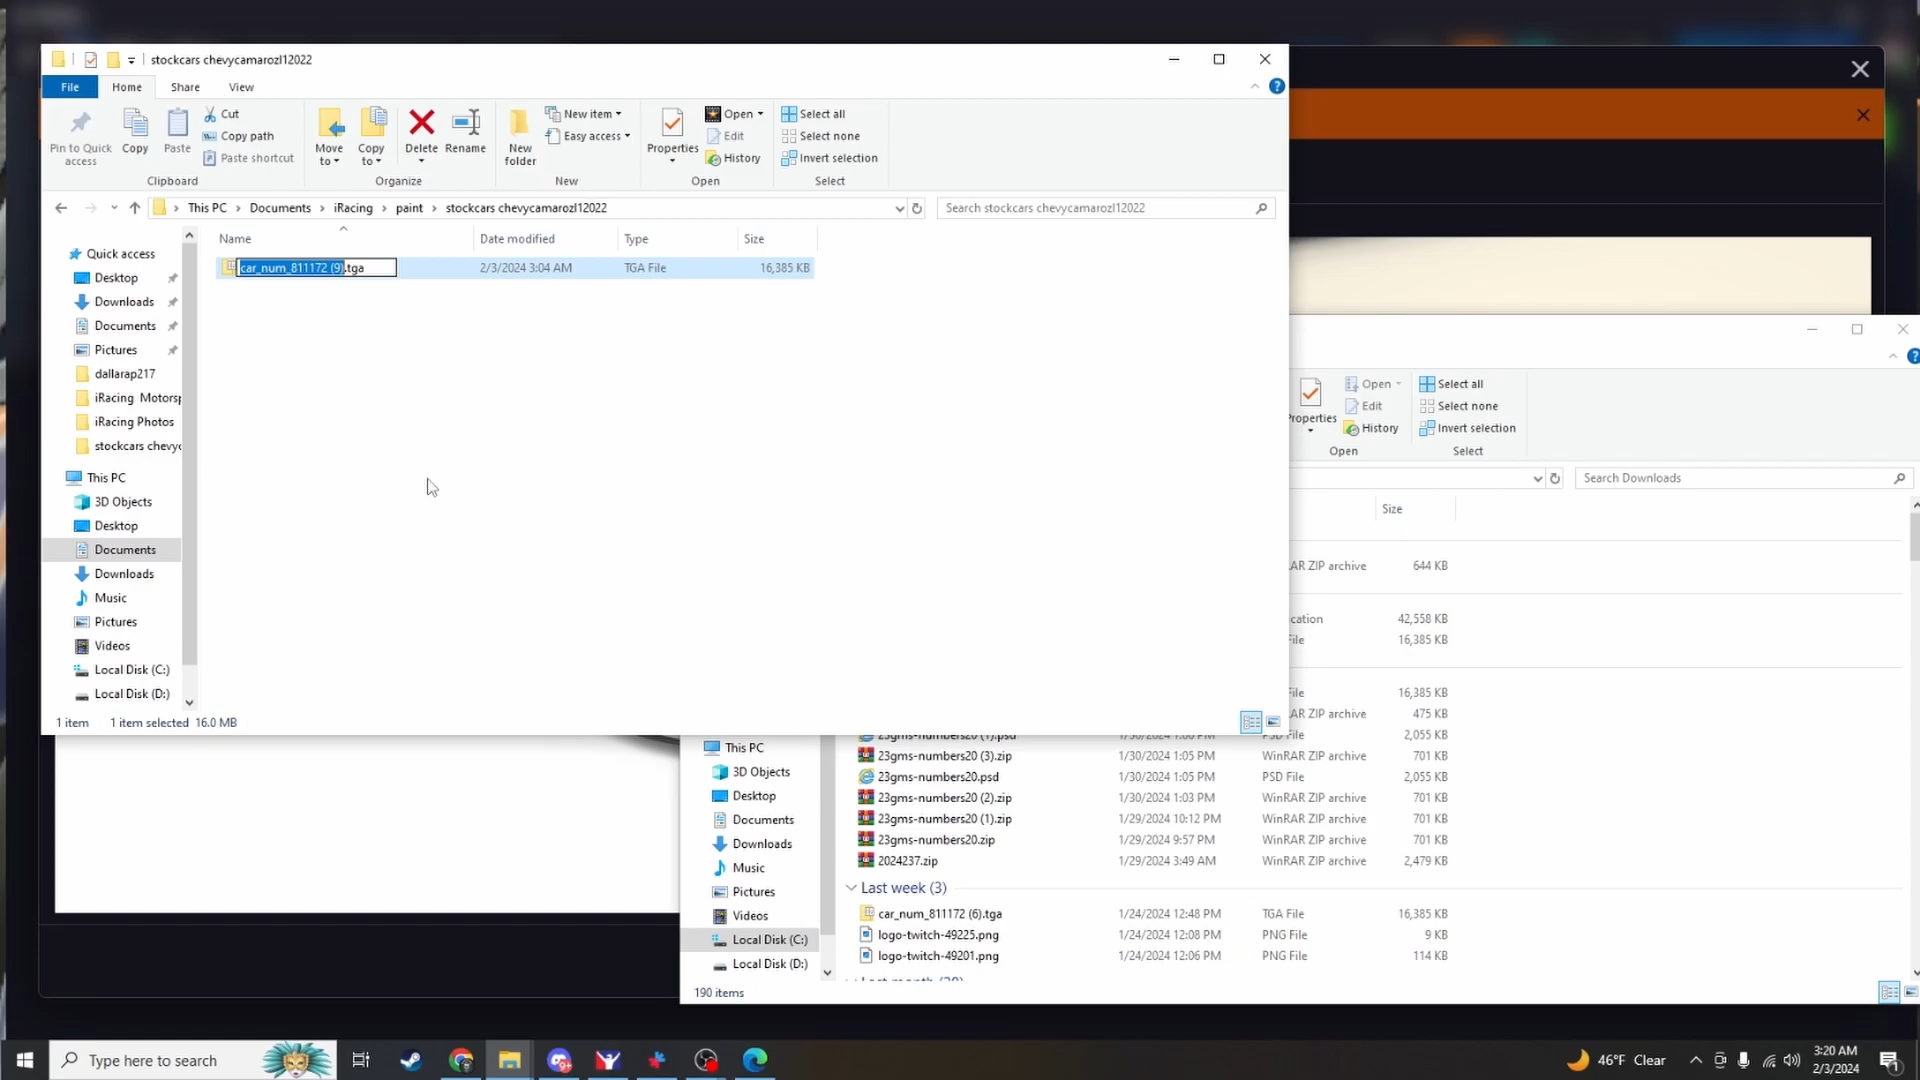 stockcars chevycamarozl12022
File
Home
Share
View
Pin to Quick access
Copy
Paste
Cut
Copy path
Paste shortcut
Clipboard
Move to
Copy to
Delete
Rename
Organize
New folder
New item
Easy access
New
Properties
Open
Edit
History
Open
Select all
Select none
Invert selection
Select
This PC > Documents > iRacing > paint > stockcars chevycamarozl12022
Search stockcars chevycamarozl12022
Name
Date modified
Type
Size
car_num_811172 (9).tga
2/3/2024 3:04 AM
TGA File
16,385 KB
Quick access
Desktop
Downloads
Documents
Pictures
dallarap217
iRacing Motorsp
iRacing Photos
stockcars chevyc
This PC
3D Objects
Desktop
Documents
Downloads
Music
Pictures
Videos
Local Disk (C:)
Local Disk (D:)
1 item
1 item selected 16.0 MB
Properties
Open
Edit
History
Open
Select all
Select none
Invert selection
Select
Search Downloads
Size
AR ZIP archive 644 KB
cation 42,558 KB
File 16,385 KB
File 16,385 KB
AR ZIP archive 475 KB
23gms-numbers20 (1).psd 1/30/2024 1:06 PM PSD File 2,055 KB
23gms-numbers20 (3).zip 1/30/2024 1:05 PM WinRAR ZIP archive 701 KB
23gms-numbers20.psd 1/30/2024 1:05 PM PSD File 2,055 KB
23gms-numbers20 (2).zip 1/30/2024 1:03 PM WinRAR ZIP archive 701 KB
23gms-numbers20 (1).zip 1/29/2024 10:12 PM WinRAR ZIP archive 701 KB
23gms-numbers20.zip 1/29/2024 9:57 PM WinRAR ZIP archive 701 KB
2024237.zip 1/29/2024 3:49 AM WinRAR ZIP archive 2,479 KB
Last week (3)
car_num_811172 (6).tga 1/24/2024 12:48 PM TGA File 16,385 KB
logo-twitch-49225.png 1/24/2024 12:08 PM PNG File 9 KB
logo-twitch-49201.png 1/24/2024 12:06 PM PNG File 114 KB
This PC
3D Objects
Desktop
Documents
Downloads
Music
Pictures
Videos
Local Disk (C:)
Local Disk (D:)
190 items
Type here to search
46°F Clear
3:20 AM
2/3/2024